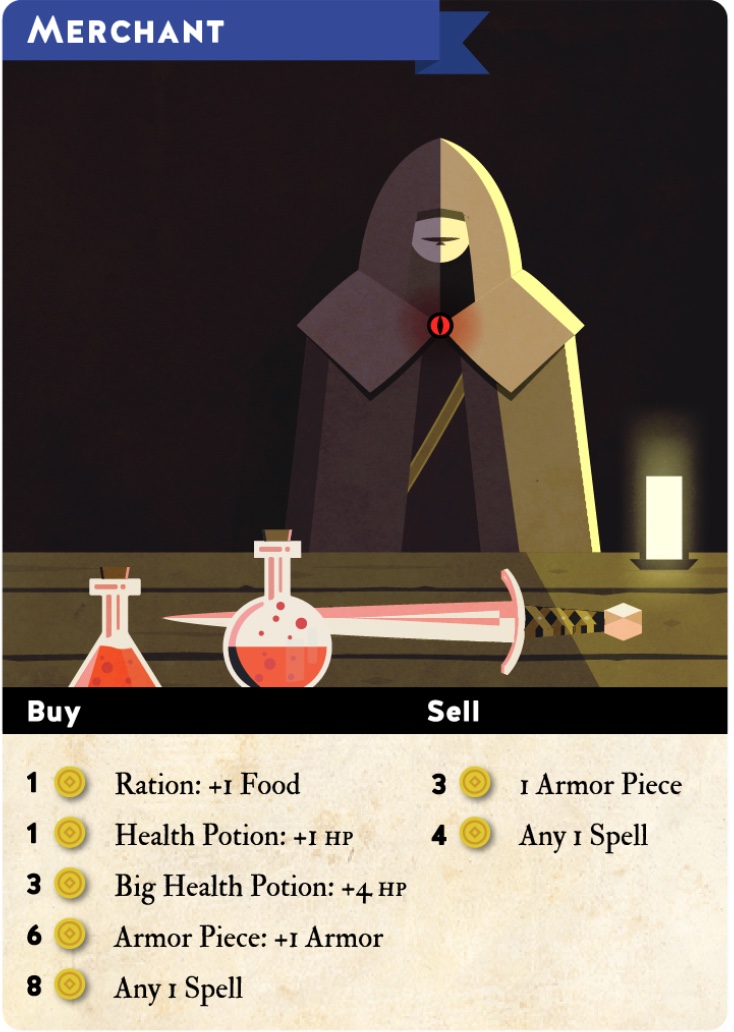 Merchant
Buy
1 Ration: +1 Food
1 Health Potion: +1 HP
3 Big Health Potion: +4 HP
6 Armor Piece: +1 Armor
8 Any 1 Spell
Sell
3 1 Armor Piece
4 Any 1 Spell